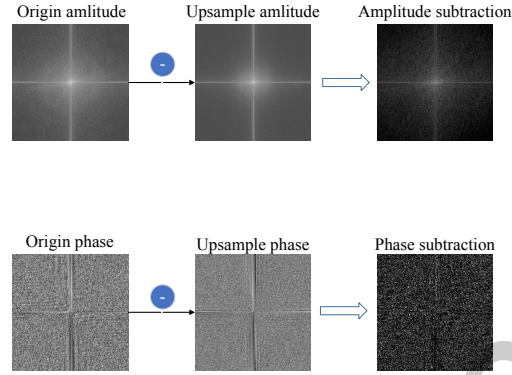 Origin amlitude
Upsample amlitude
Amplitude subtraction
-
Origin phase
Upsample phase
Phase subtraction
-